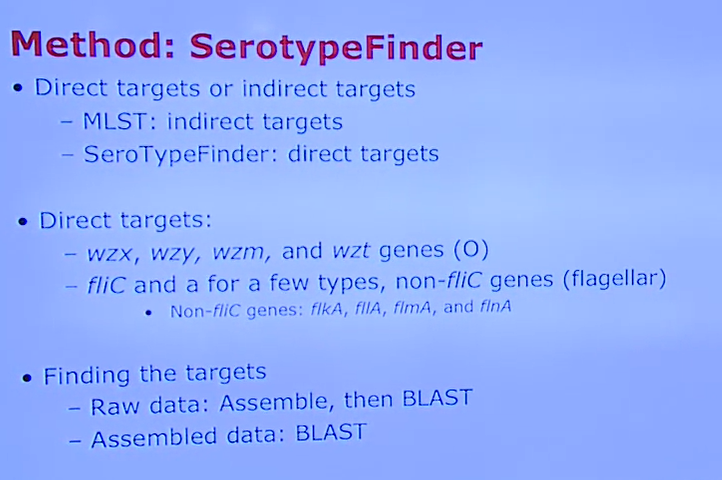 Method: SerotypeFinder
• Direct targets or indirect targets
– MLST: indirect targets
– SeroTypeFinder: direct targets
• Direct targets:
– wzx, wzy, wzm, and wzt genes (O)
– fliC and a for a few types, non-fliC genes (flagellar)
• Non-fliC genes: flkA, fllA, flmA, and flnA
• Finding the targets
– Raw data: Assemble, then BLAST
– Assembled data: BLAST